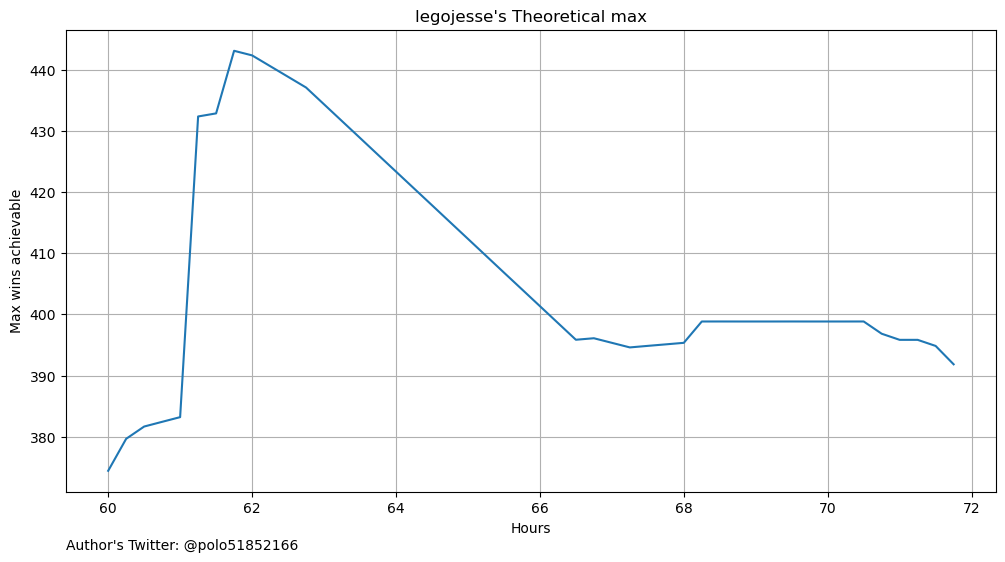 legojesse's Theoretical max
Max wins achievable
440
430
420
410
400
390
380
60 62 64 66 68 70 72
Hours
Author's Twitter: @polo51852166